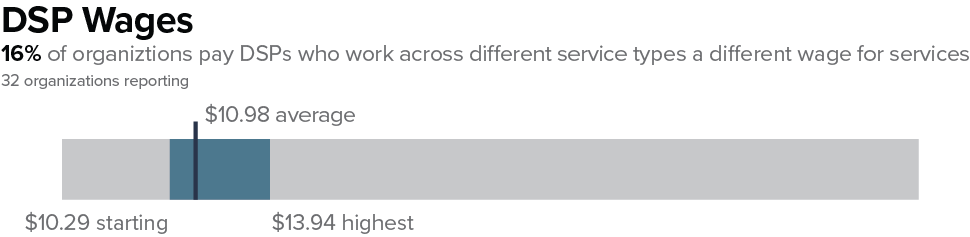 DSP Wages
16% of organiztions pay DSPs who work across different service types a different wage for services
32 organizations reporting
$10.98 average
$10.29 starting
$13.94 highest